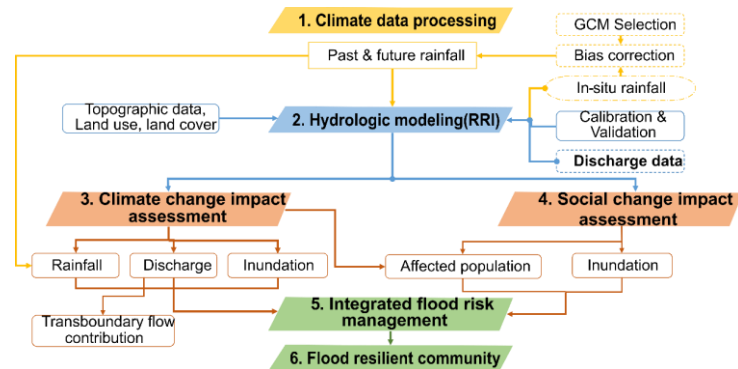 1. Climate data processing
GCM Selection
Past & future rainfall
Bias correction
In-situ rainfall
Topographic data,
Land use, land cover
2. Hydrologic modeling(RRI)
Calibration &
Validation
Discharge data
3. Climate change impact
assessment
4. Social change impact
assessment
Rainfall
Discharge
Inundation
Affected population
Inundation
Transboundary flow
contribution
5. Integrated flood risk
management
6. Flood resilient community